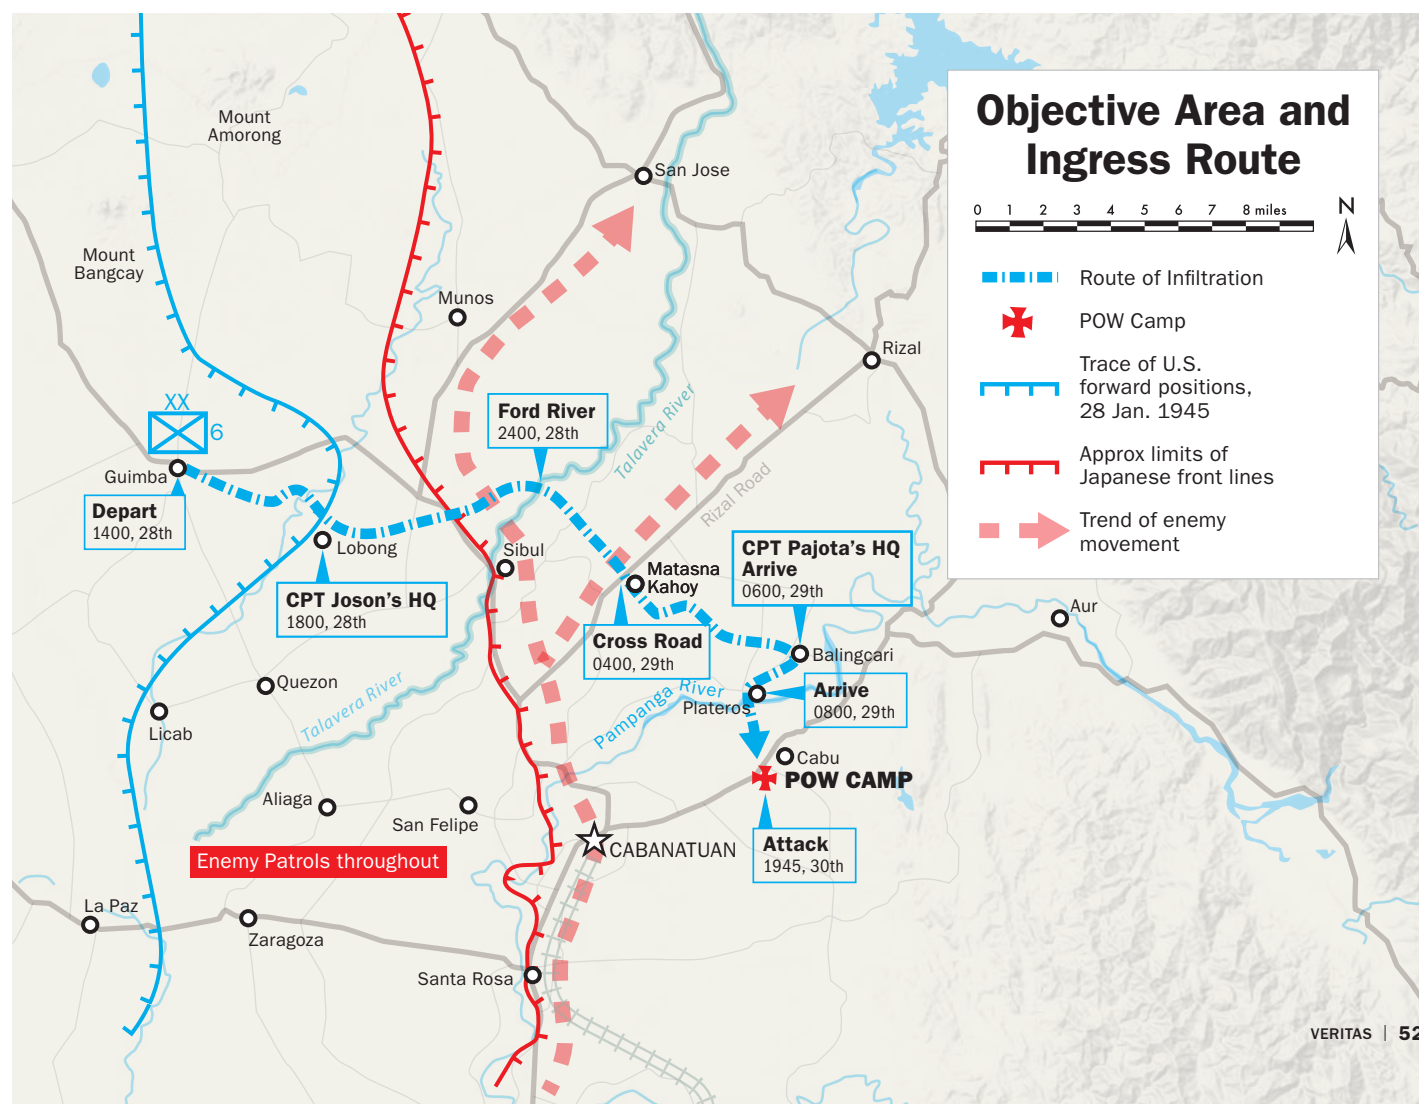 Objective Area and
Ingress Route
0 1 2 3 4 5 6 7 8 miles
N
Route of Infiltration
POW Camp
Trace of U.S.
forward positions,
28 Jan. 1945
Approx limits of
Japanese front lines
Trend of enemy
movement
Mount
Amorong
San Jose
Mount
Bangcay
Munos
Rizal
XX
6
Ford River
2400, 28th
Talavera River
Guimba
Rizal Road
Depart
1400, 28th
Lobong
Sibul
CPT Pajota's HQ
Arrive
0600, 29th
Matasna
Kahoy
CPT Joson's HQ
1800, 28th
Aur
Cross Road
0400, 29th
Balingcari
Quezon
Arrive
0800, 29th
Pampanga River
Plateros
Talavera River
Licab
Cabu
POW CAMP
Aliaga
San Felipe
Attack
1945, 30th
CABANATUAN
Enemy Patrols throughout
La Paz
Zaragoza
Santa Rosa
VERITAS | 52